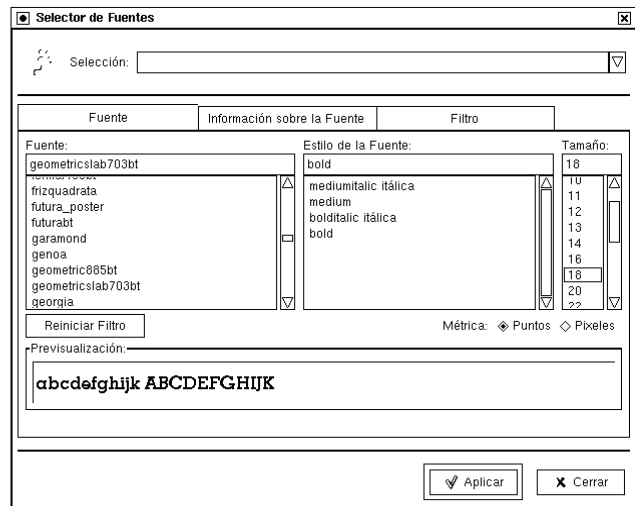 Selector de Fuentes
Selección:
Fuente
Información sobre la Fuente
Filtro
Fuente:
Estilo de la Fuente:
Tamaño:
geometricslab703bt
bold
18
frizquadrata
futura_poster
futurabt
garamond
genoa
geometric885bt
geometricslab703bt
georgia
mediumitalic itálica
medium
bolditalic itálica
bold
10
11
12
13
14
16
18
20
22
Reiniciar Filtro
Métrica: Puntos Pixeles
Previsualización:
abcdefghijk ABCDEFGHIJK
Aplicar
Cerrar